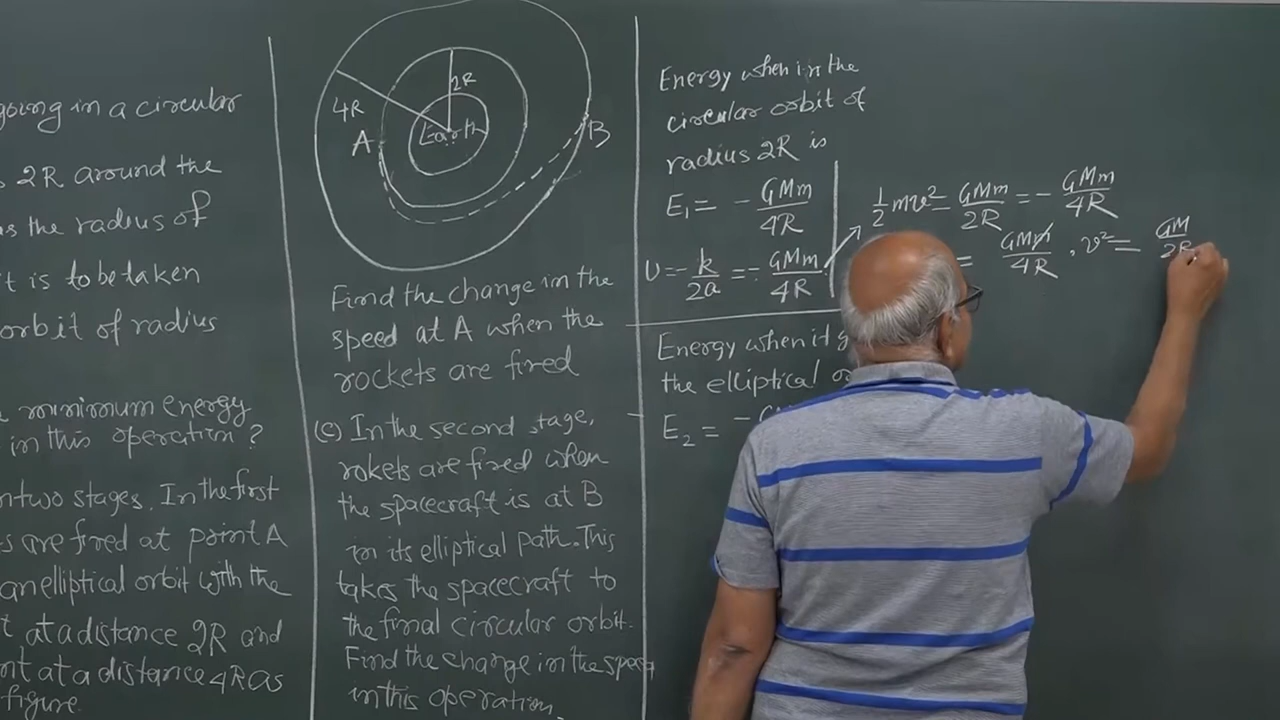 going in a circular
2R around the
the radius of
it is to be taken
orbit of radius
minimum energy
in this operation?
two stages. In the first
are fired at point A
an elliptical orbit with the
at a distance 2R and
at a distance 4R as
figure.
4R
2R
A
Earth
B
Find the change in the
speed at A when the
rockets are fired
(c) In the second stage,
rokets are fired when
the spacecraft is at B
in its elliptical path. This
takes the spacecraft to
the final circular orbit.
Find the change in the speed
in this operation.
Energy when it is in the
circular orbit of
radius 2R is
E₁ = - GMm/4R
U = - k/2a = - GMm/4R
½mv² - GMm/2R = - GMm/4R
= GMm/4R , v² = GM/2R
Energy when it
the elliptical
E₂ = -